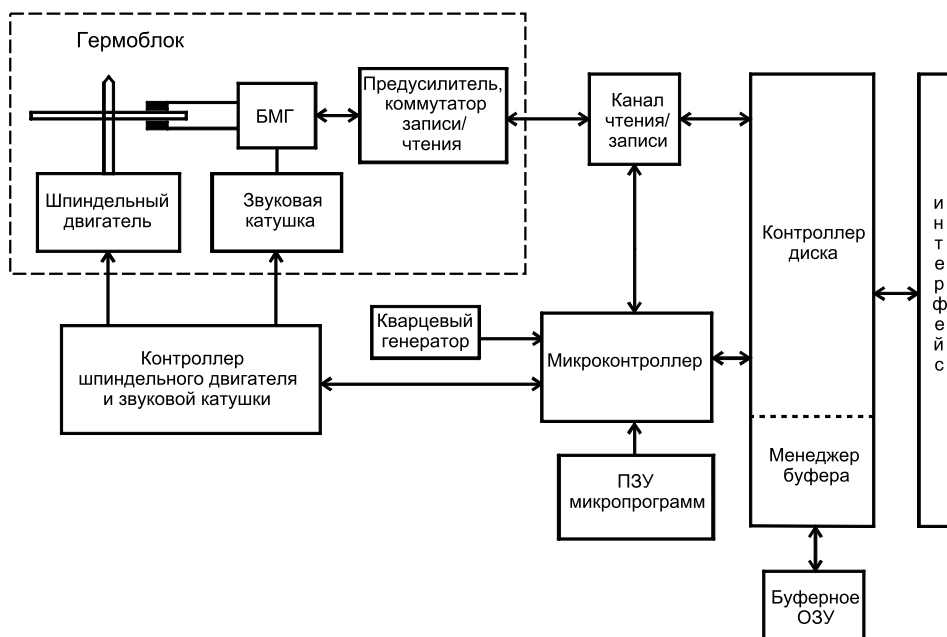 Гермоблок
БМГ
Предусилитель,
коммутатор
записи/
чтения
Канал
чтения/
записи
Шпиндельный
двигатель
Звуковая
катушка
Контроллер
диска
интерфейс
Кварцевый
генератор
Микроконтроллер
Контроллер
шпиндельного двигателя
и звуковой катушки
Менеджер
буфера
ПЗУ
микропрограмм
Буферное
ОЗУ